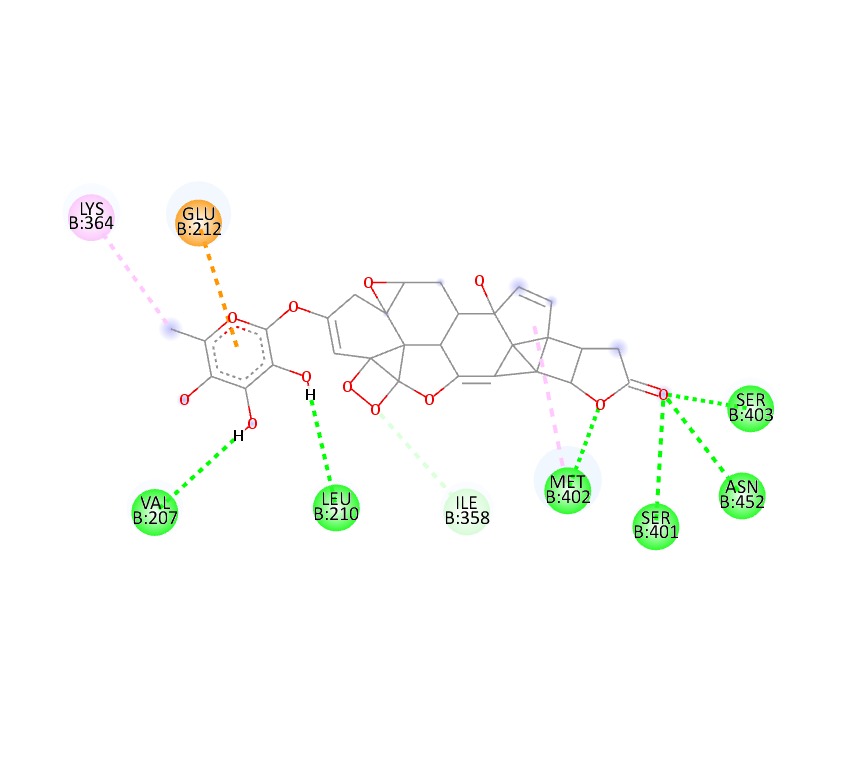 LYS
B:364
GLU
B:212
O
O
O
O
O
O
H
O
O
O
O
O
O
O
H
MET
B:402
SER
B:403
ASN
B:452
SER
B:401
VAL
B:207
LEU
B:210
ILE
B:358